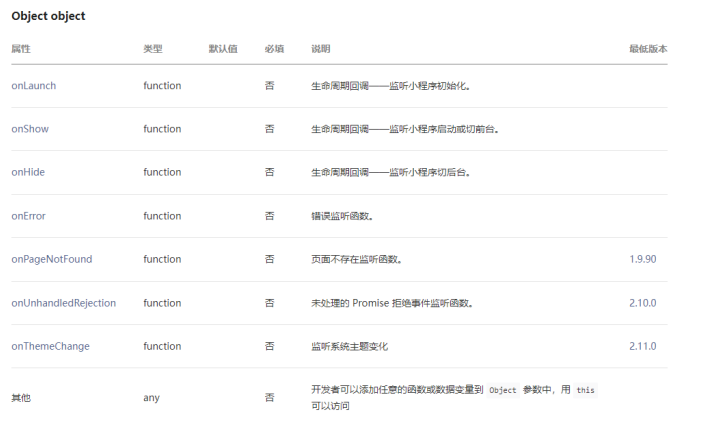 Object object
属性 类型 默认值 必填 说明 最低版本
onLaunch function 否 生命周期回调——监听小程序初始化。
onShow function 否 生命周期回调——监听小程序启动或切前台。
onHide function 否 生命周期回调——监听小程序切后台。
onError function 否 错误监听函数。
onPageNotFound function 否 页面不存在监听函数。 1.9.90
onUnhandledRejection function 否 未处理的 Promise 拒绝事件监听函数。 2.10.0
onThemeChange function 否 监听系统主题变化 2.11.0
其他 any 否 开发者可以添加任意的函数或数据变量到 Object 参数中，用 this
可以访问